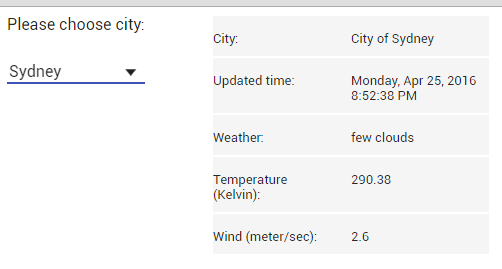 Please choose city:
Sydney
City: City of Sydney
Updated time: Monday, Apr 25, 2016
8:52:38 PM
Weather: few clouds
Temperature 290.38
(Kelvin):
Wind (meter/sec): 2.6